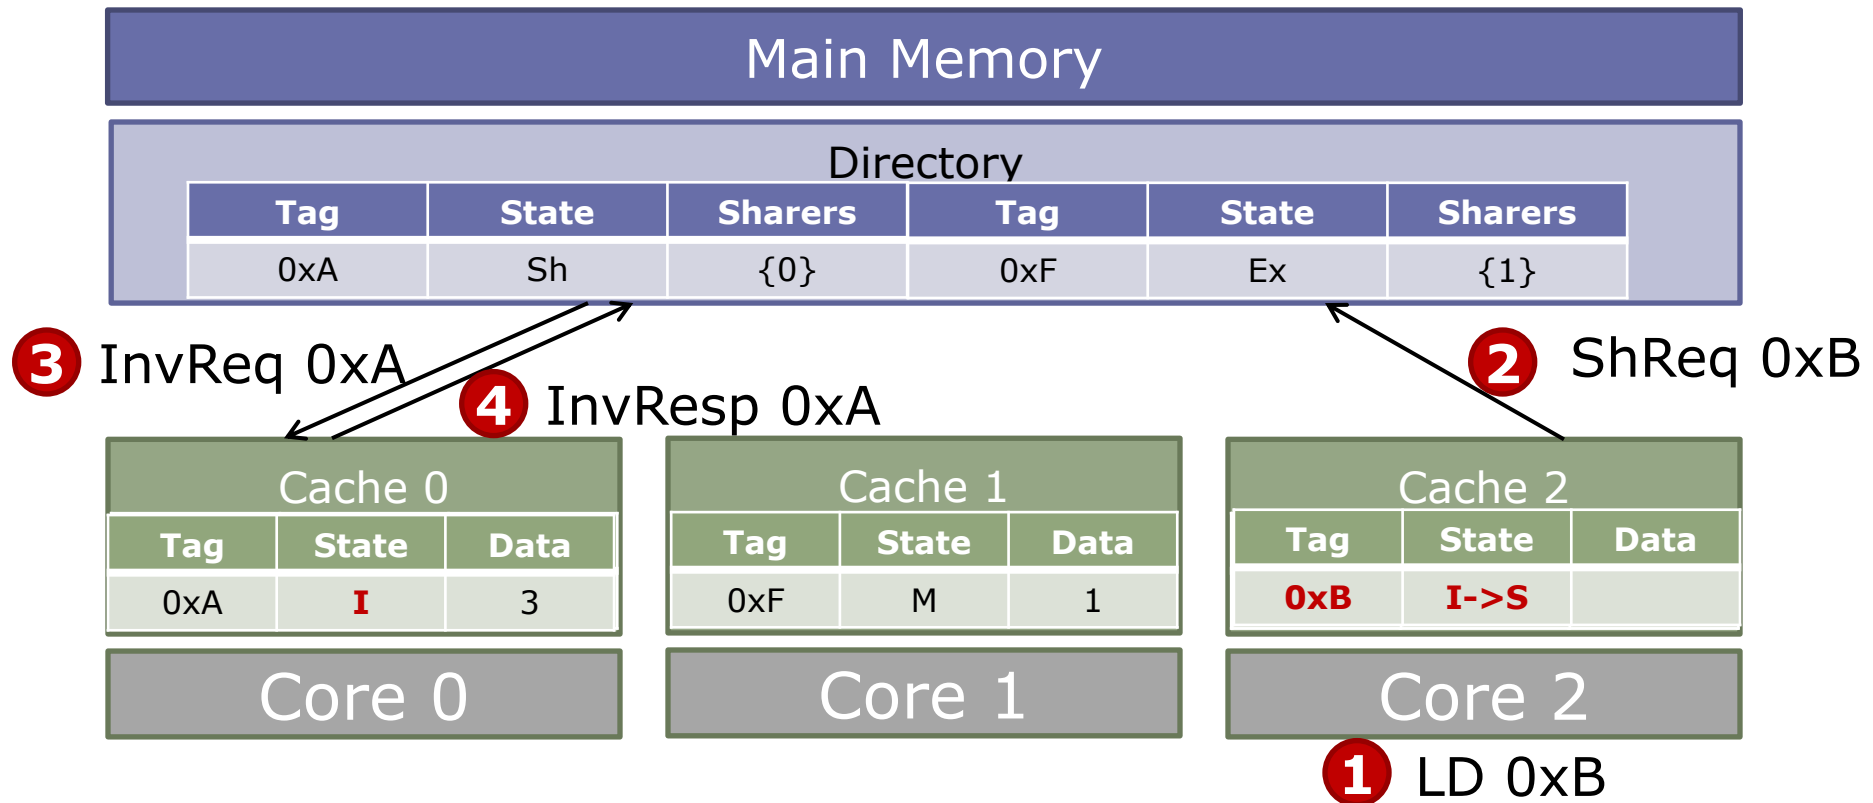 Main Memory
Directory
Tag State Sharers Tag State Sharers
0xA Sh {0} 0xF Ex {1}
3 InvReq 0xA
2 ShReq 0xB
4 InvResp 0xA
Cache 0
Tag State Data
0xA I 3
Cache 1
Tag State Data
0xF M 1
Cache 2
Tag State Data
0xB I->S
Core 0
Core 1
Core 2
1 LD 0xB